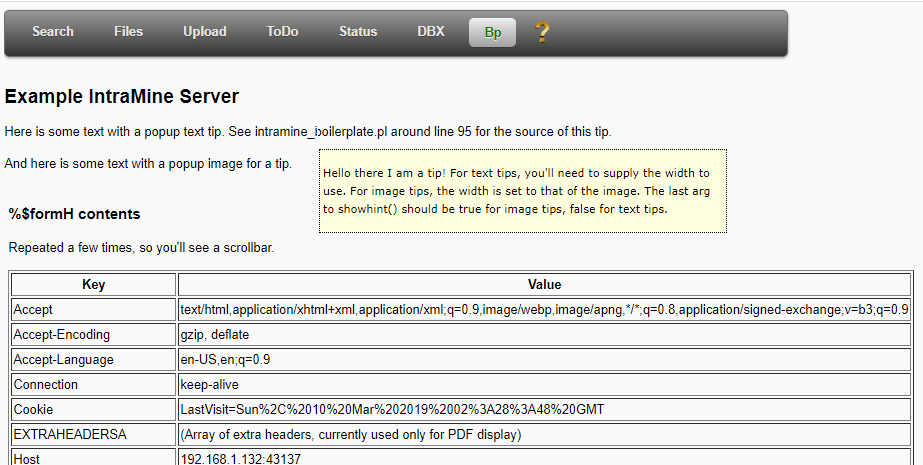 Search Files Upload ToDo Status DBX Bp ?
Example IntraMine Server
Here is some text with a popup text tip. See intramine_boilerplate.pl around line 95 for the source of this tip.
And here is some text with a popup image for a tip.
Hello there I am a tip! For text tips, you'll need to supply the width to
use. For image tips, the width is set to that of the image. The last arg
to showhint() should be true for image tips, false for text tips.
%$formH contents
Repeated a few times, so you'll see a scrollbar.
Key Value
Accept text/html,application/xhtml+xml,application/xml;q=0.9,image/webp,image/apng,*/*;q=0.8,application/signed-exchange;v=b3;q=0.9
Accept-Encoding gzip, deflate
Accept-Language en-US,en;q=0.9
Connection keep-alive
Cookie LastVisit=Sun%2C%2010%20Mar%202019%2002%3A28%3A48%20GMT
EXTRAHEADERSA (Array of extra headers, currently used only for PDF display)
Host 192.168.1.132:43137